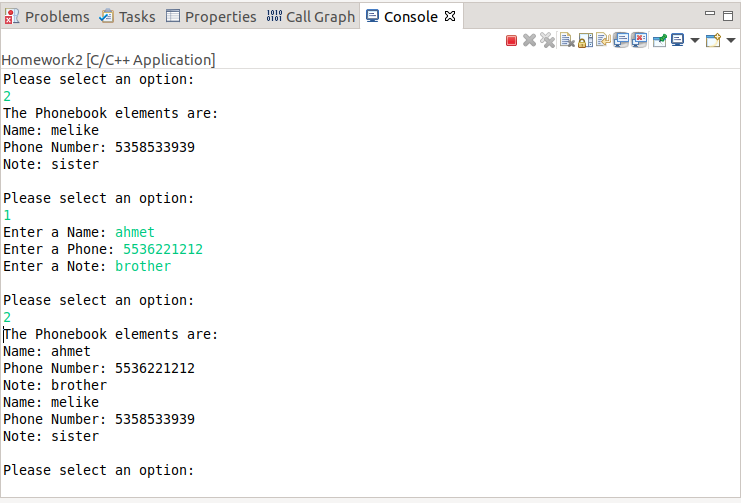 Problems Tasks Properties 1010 0101 Call Graph Console
Homework2 [C/C++ Application]
Please select an option:
2
The Phonebook elements are:
Name: melike
Phone Number: 5358533939
Note: sister
Please select an option:
1
Enter a Name: ahmet
Enter a Phone: 5536221212
Enter a Note: brother
Please select an option:
2
The Phonebook elements are:
Name: ahmet
Phone Number: 5536221212
Note: brother
Name: melike
Phone Number: 5358533939
Note: sister
Please select an option: